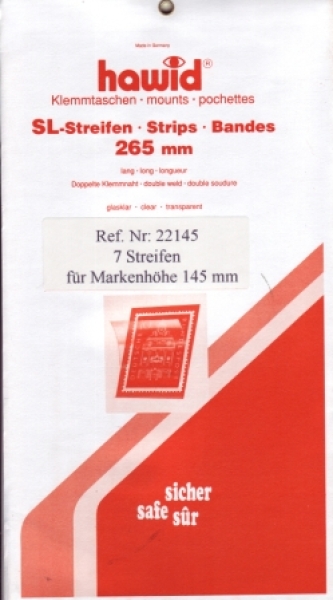 Made in Germany
hawid®
Klemmtaschen · mounts · pochettes
SL-Streifen · Strips · Bandes
265 mm
lang · long · longueur
Doppelte Klemmnaht · double weld · double soudure
glasklar · clear · transparent
Ref. Nr: 22145
7 Streifen
für Markenhöhe 145 mm
sicher
safe sûr